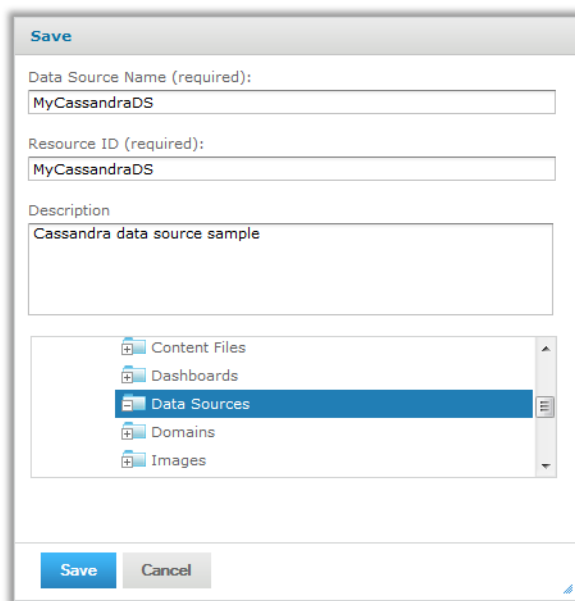 Save
Data Source Name (required):
MyCassandraDS
Resource ID (required):
MyCassandraDS
Description
Cassandra data source sample
Content Files
Dashboards
Data Sources
Domains
Images
Save Cancel